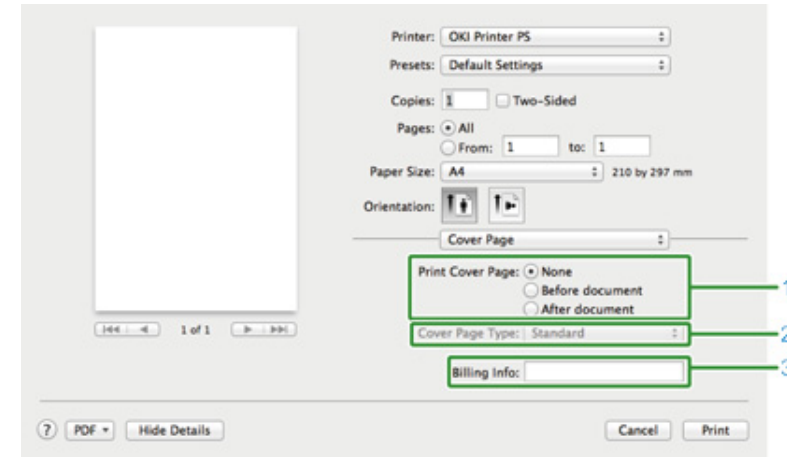 Printer: OKI Printer PS
Presets: Default Settings
Copies: 1 Two-Sided
Pages: All
From: 1 to: 1
Paper Size: A4 210 by 297 mm
Orientation:
Cover Page
Print Cover Page: None
Before document
After document
1
Cover Page Type: Standard
2
Billing Info:
3
1 of 1
? PDF Hide Details Cancel Print